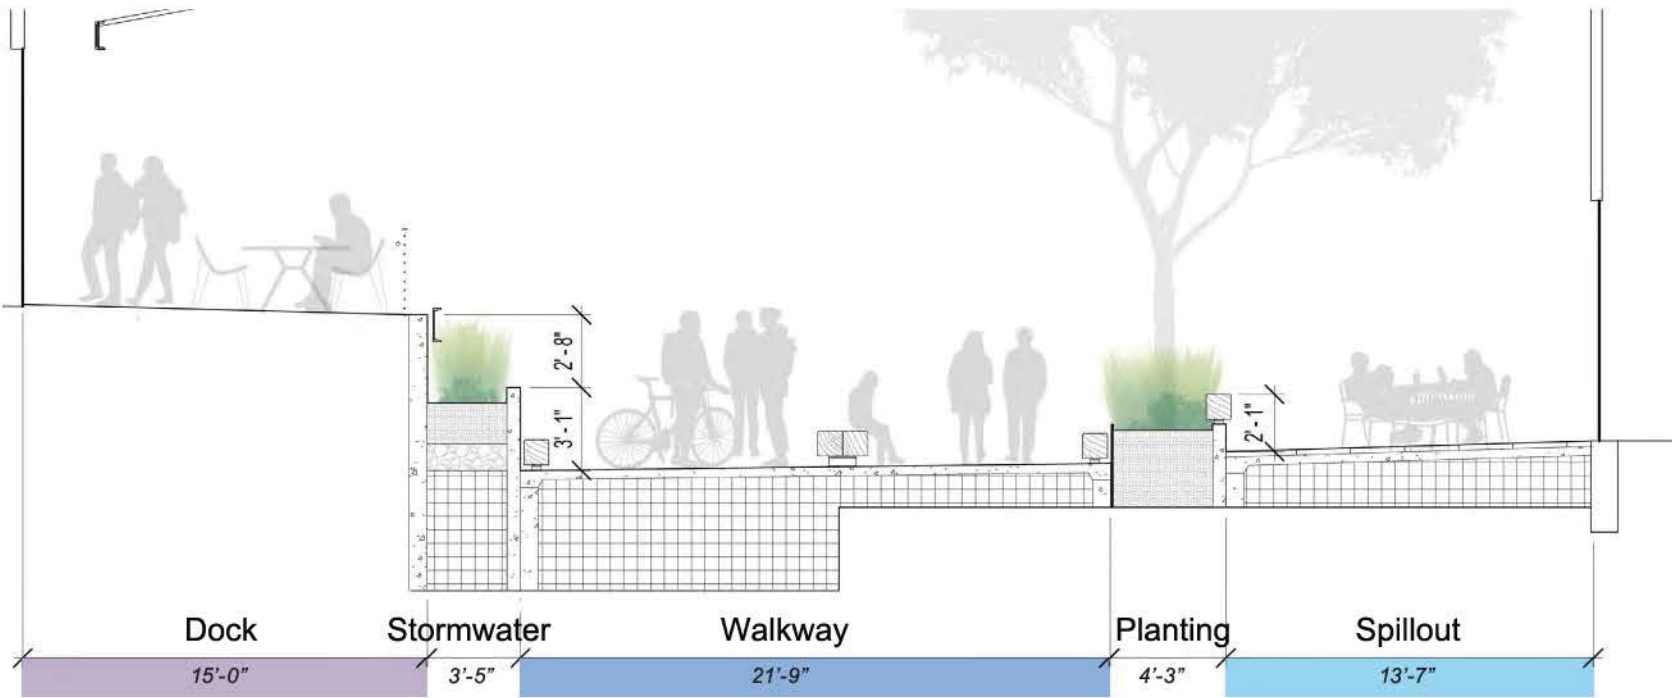 2'-8"
3'-1"
2'-1"
Dock Stormwater Walkway Planting Spillout
15'-0” 3'-5” 21'-9” 4'-3” 13'-7”